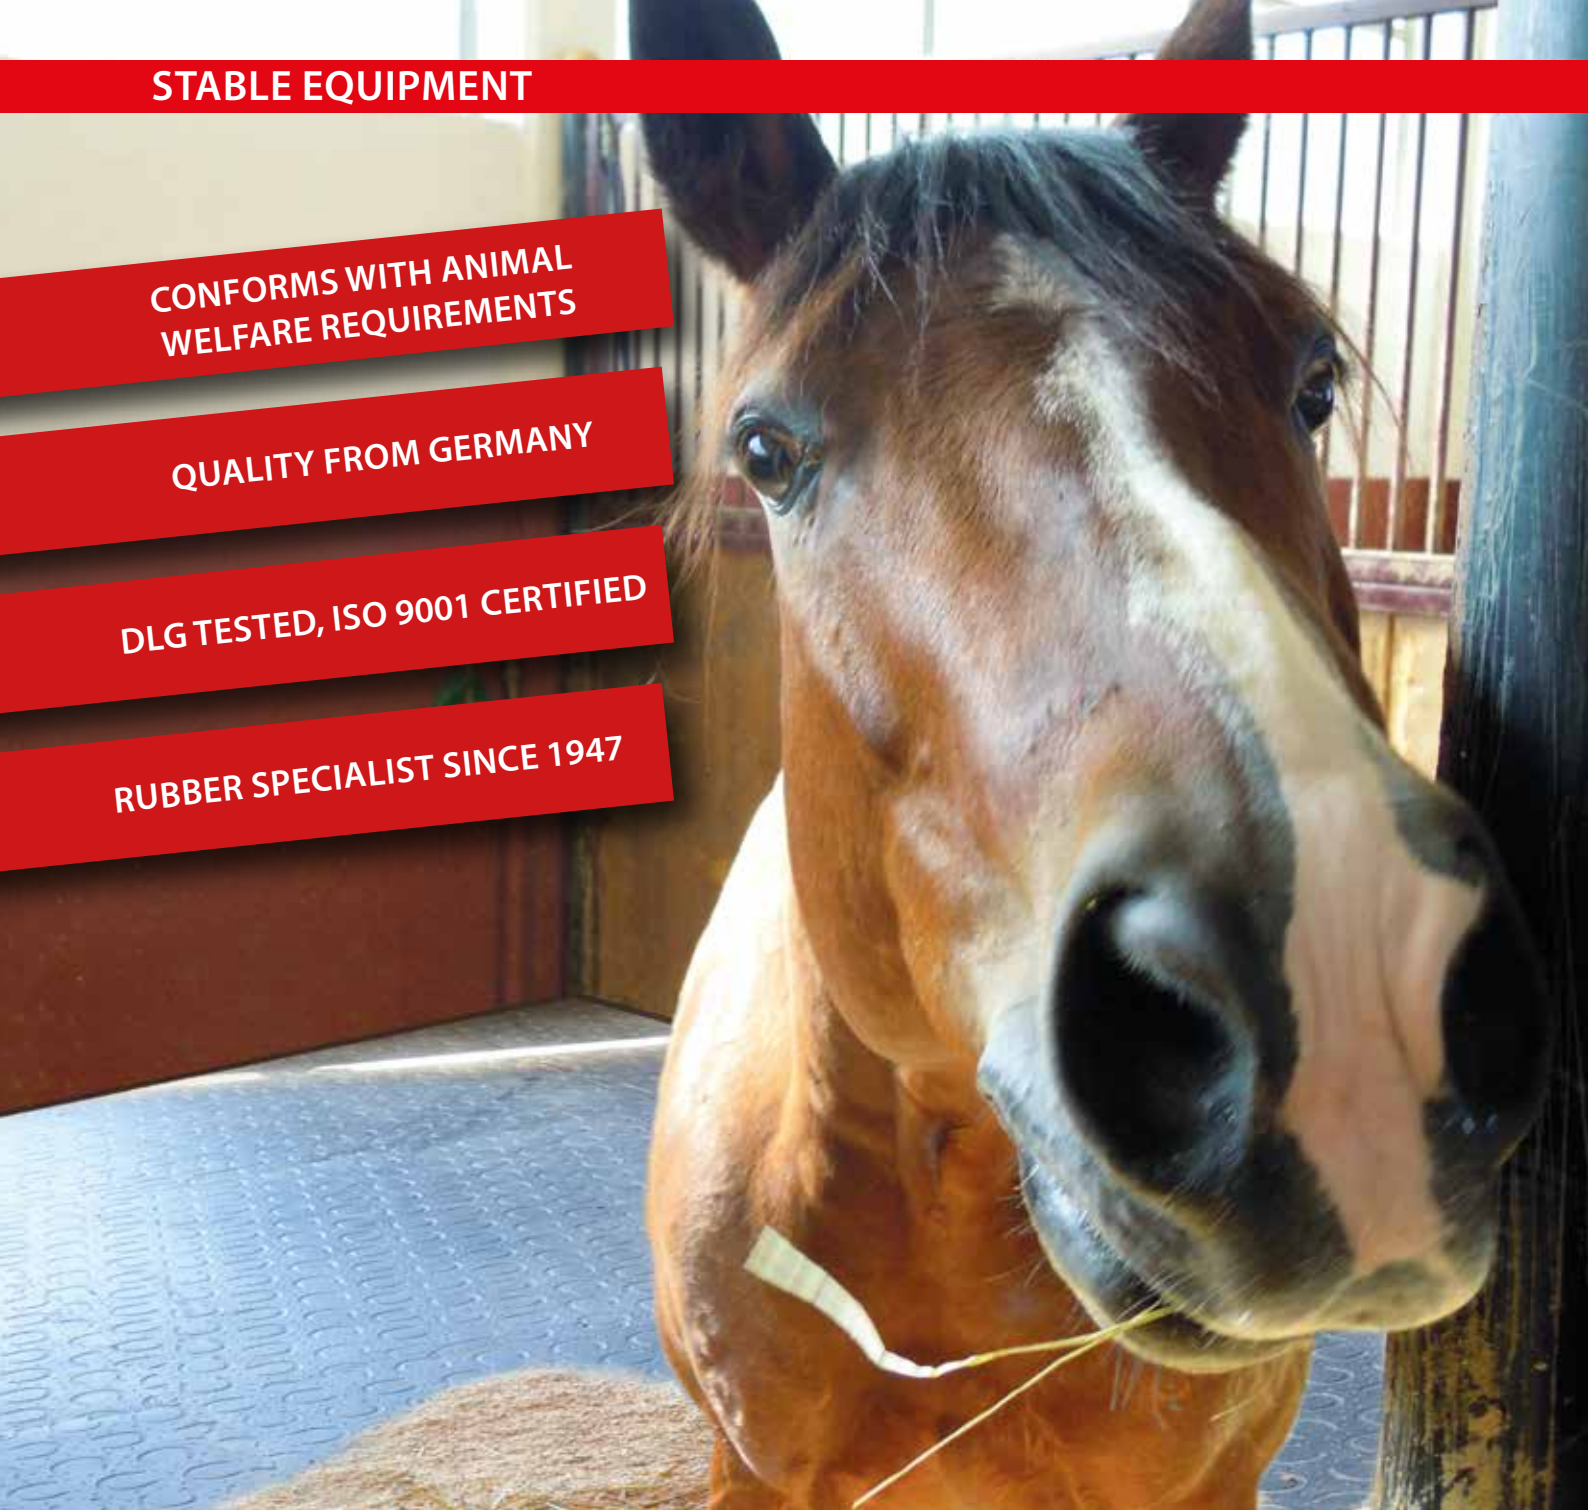 STABLE EQUIPMENT
CONFORMS WITH ANIMAL
WELFARE REQUIREMENTS
QUALITY FROM GERMANY
DLG TESTED, ISO 9001 CERTIFIED
RUBBER SPECIALIST SINCE 1947